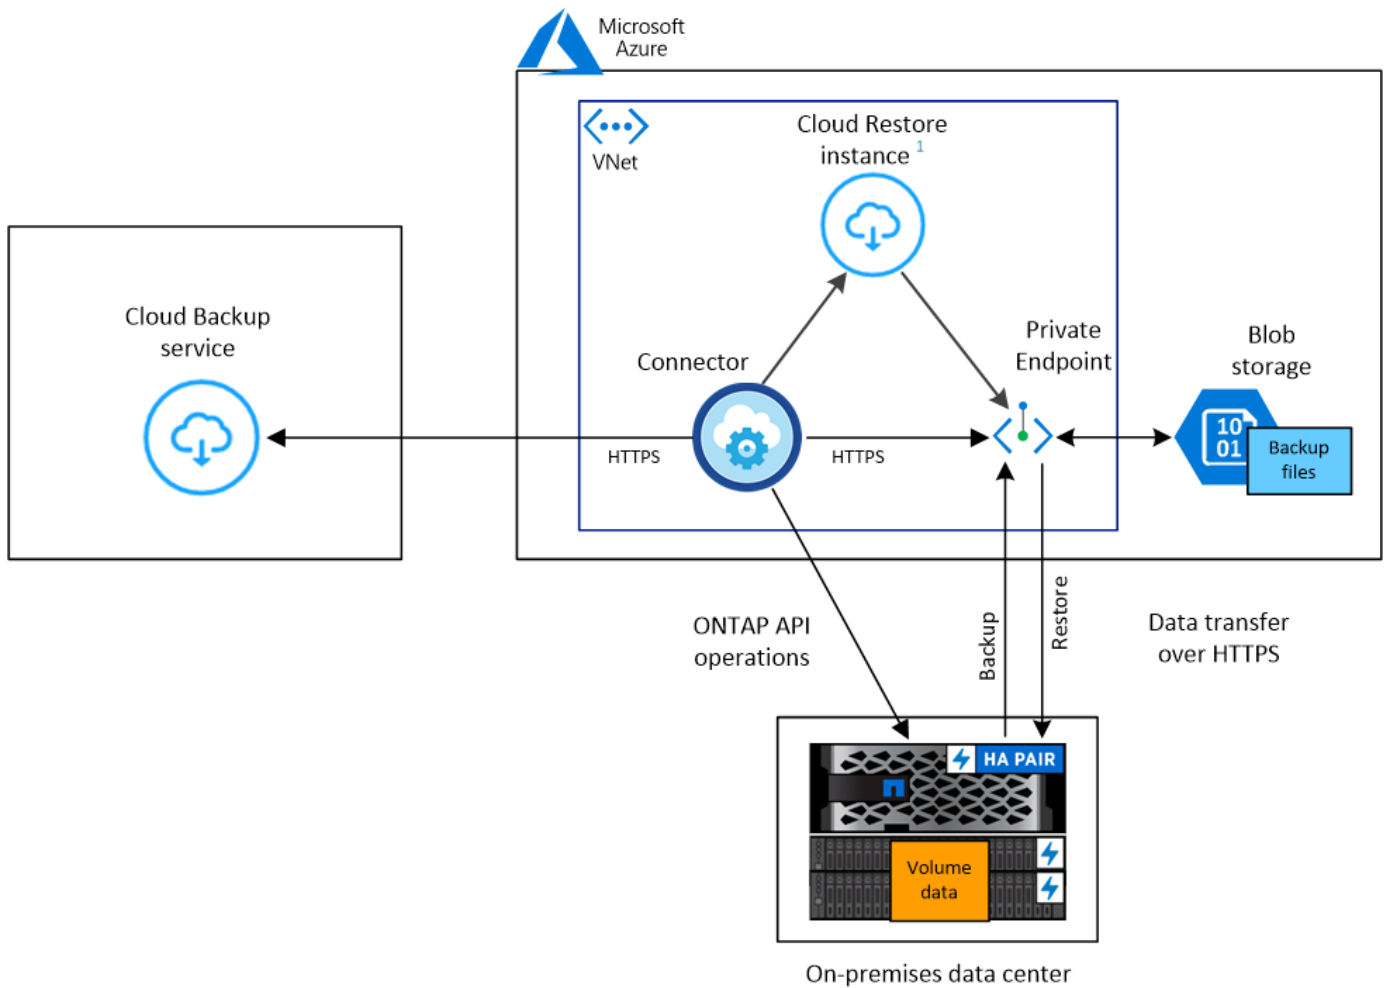 Microsoft
Azure
VNet
Cloud Restore
instance 1
Cloud Backup
service
Connector
Private
Endpoint
Blob
storage
10
01
Backup
files
HTTPS
HTTPS
ONTAP API
operations
Backup
Restore
Data transfer
over HTTPS
HA PAIR
Volume
data
On-premises data center